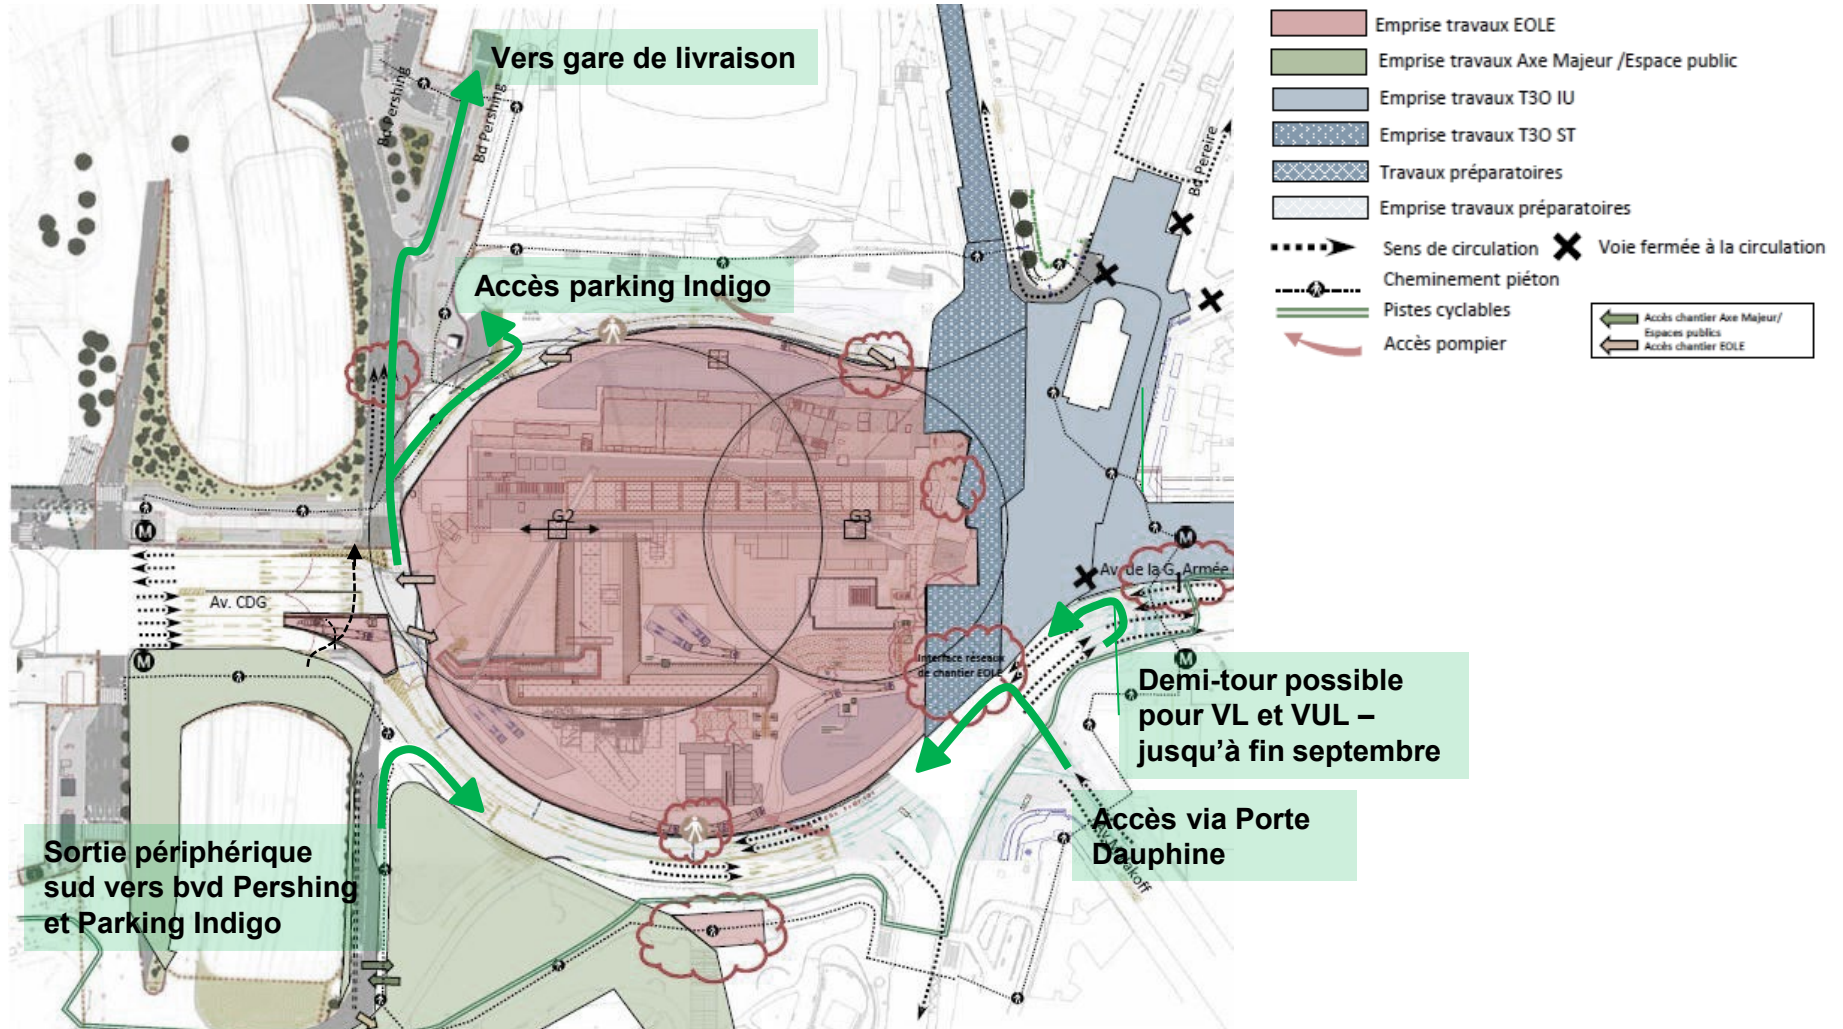 Vers gare de livraison
Bd Pershing
Bd Pershing
Accès parking Indigo
Bd Pereire
G2
G3
M
M
Av. CDG
M
Av. de la G. Armée
M
Interface réseaux
de chantier EOLE
Demi-tour possible
pour VL et VUL –
jusqu'à fin septembre
Accès via Porte
Dauphine
Sortie périphérique
sud vers bvd Pershing
et Parking Indigo
Emprise travaux EOLE
Emprise travaux Axe Majeur /Espace public
Emprise travaux T3O IU
Emprise travaux T3O ST
Travaux préparatoires
Emprise travaux préparatoires
Sens de circulation
Voie fermée à la circulation
Cheminement piéton
Pistes cyclables
Accès pompier
Accès chantier Axe Majeur/
Espaces publics
Accès chantier EOLE